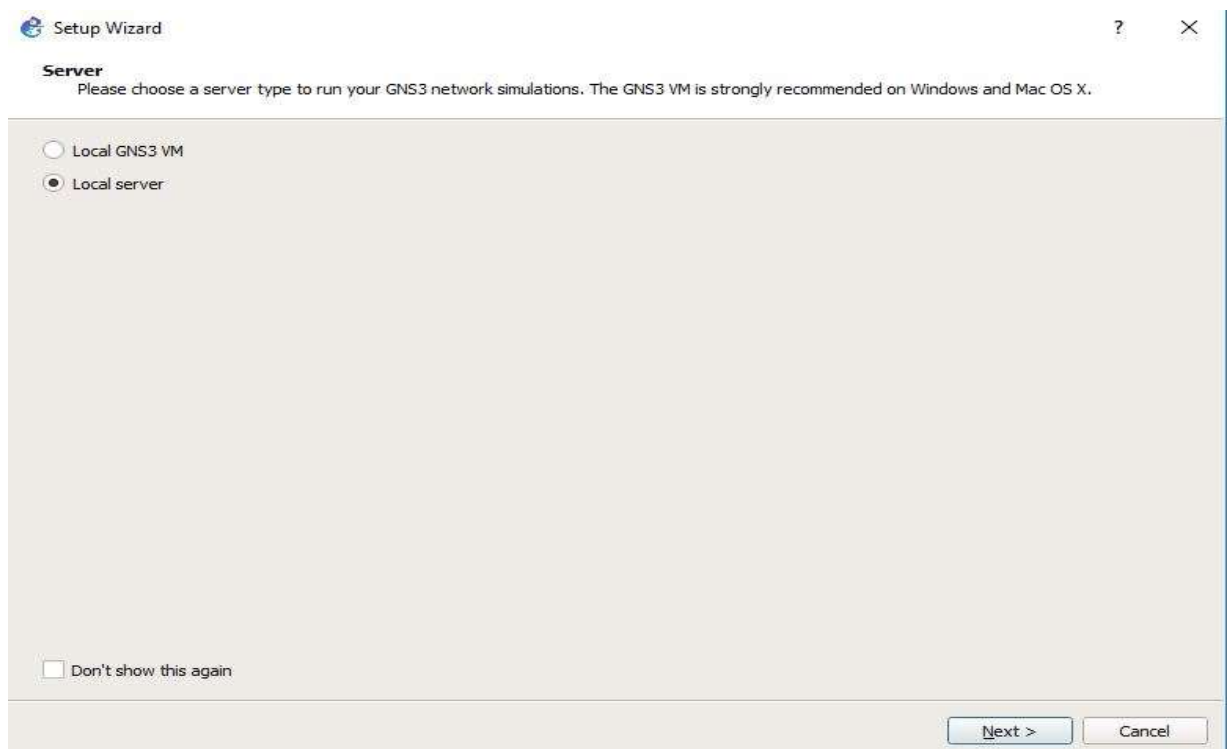 Setup Wizard
?
Server
Please choose a server type to run your GNS3 network simulations. The GNS3 VM is strongly recommended on Windows and Mac OS X.
Local GNS3 VM
Local server
Don't show this again
Next >
Cancel